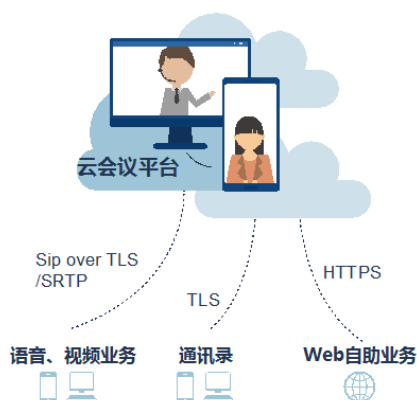 云会议平台
Sip over TLS
/SRTP
TLS
HTTPS
语音、视频业务
通讯录
Web自助业务